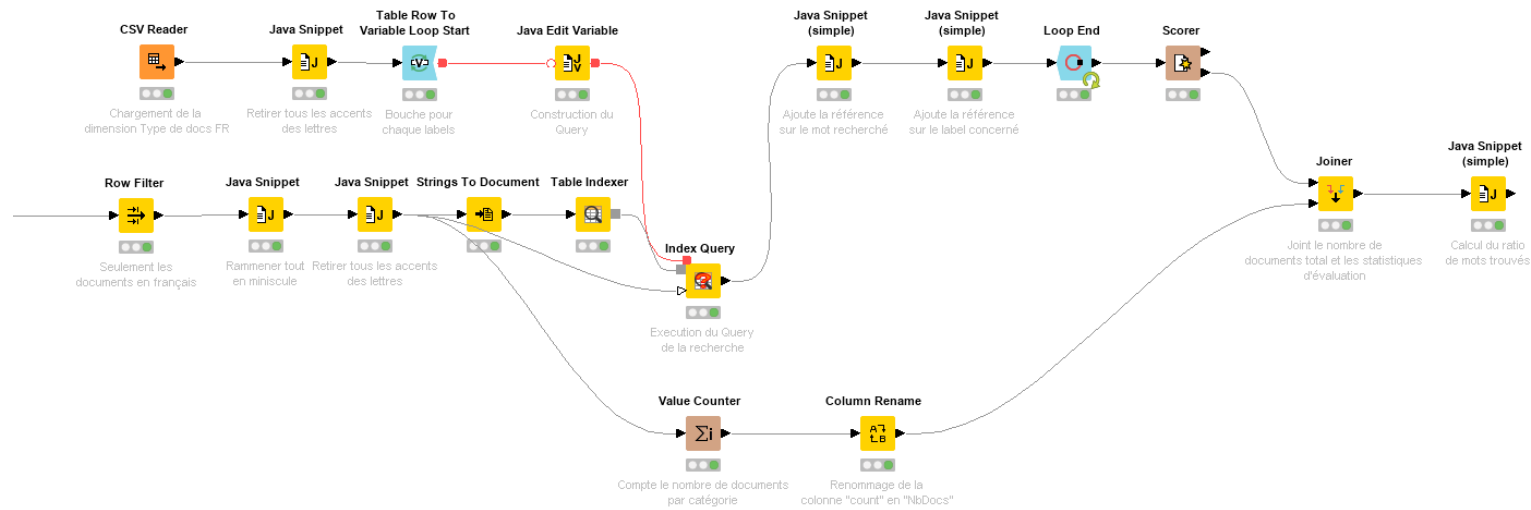 CSV Reader
Chargement de la
dimension Type de docs FR
Java Snippet
Retirer tous les accents
des lettres
Table Row To
Variable Loop Start
Bouche pour
chaque labels
Java Edit Variable
Construction du
Query
Java Snippet
(simple)
Ajoute la référence
sur le mot recherché
Java Snippet
(simple)
Ajoute la référence
sur le label concerné
Loop End
Scorer
Row Filter
Seulement les
documents en français
Java Snippet
Rammener tout
en miniscule
Java Snippet
Retirer tous les accents
des lettres
Strings To Document
Table Indexer
Index Query
Execution du Query
de la recherche
Joiner
Joint le nombre de
documents total et les statistiques
d'évaluation
Java Snippet
(simple)
Calcul du ratio
de mots trouvés
Value Counter
Compte le nombre de documents
par catégorie
Column Rename
Renommage de la
colonne "count" en "NbDocs"